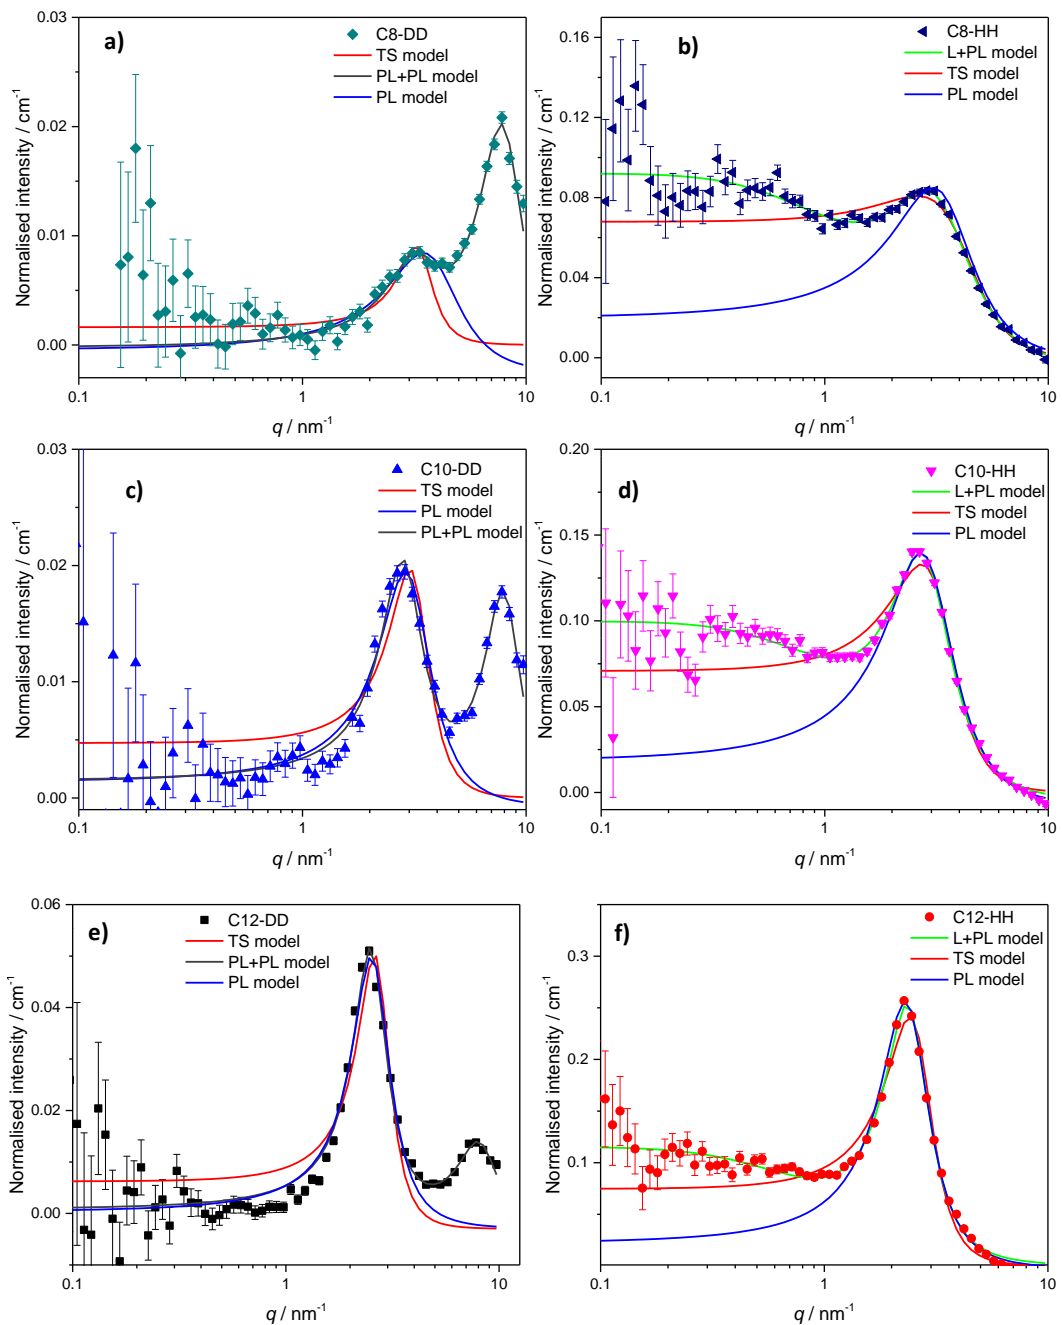 a)
C8-DD
TS model
PL+PL model
PL model
0.03
0.02
0.01
0.00
0.1
1
10
Normalised intensity / cm⁻¹
q / nm⁻¹
b)
C8-HH
L+PL model
TS model
PL model
0.16
0.12
0.08
0.04
0.00
0.1
1
10
Normalised intensity / cm⁻¹
q / nm⁻¹
c)
C10-DD
TS model
PL model
PL+PL model
0.03
0.02
0.01
0.00
0.1
1
10
Normalised intensity / cm⁻¹
q / nm⁻¹
d)
C10-HH
L+PL model
TS model
PL model
0.20
0.15
0.10
0.05
0.00
0.1
1
10
Normalised intensity / cm⁻¹
q / nm⁻¹
e)
C12-DD
TS model
PL+PL model
PL model
0.06
0.04
0.02
0.00
0.1
1
10
Normalised intensity / cm⁻¹
q / nm⁻¹
f)
C12-HH
L+PL model
TS model
PL model
0.3
0.2
0.1
0.1
1
10
Normalised intensity / cm⁻¹
q / nm⁻¹